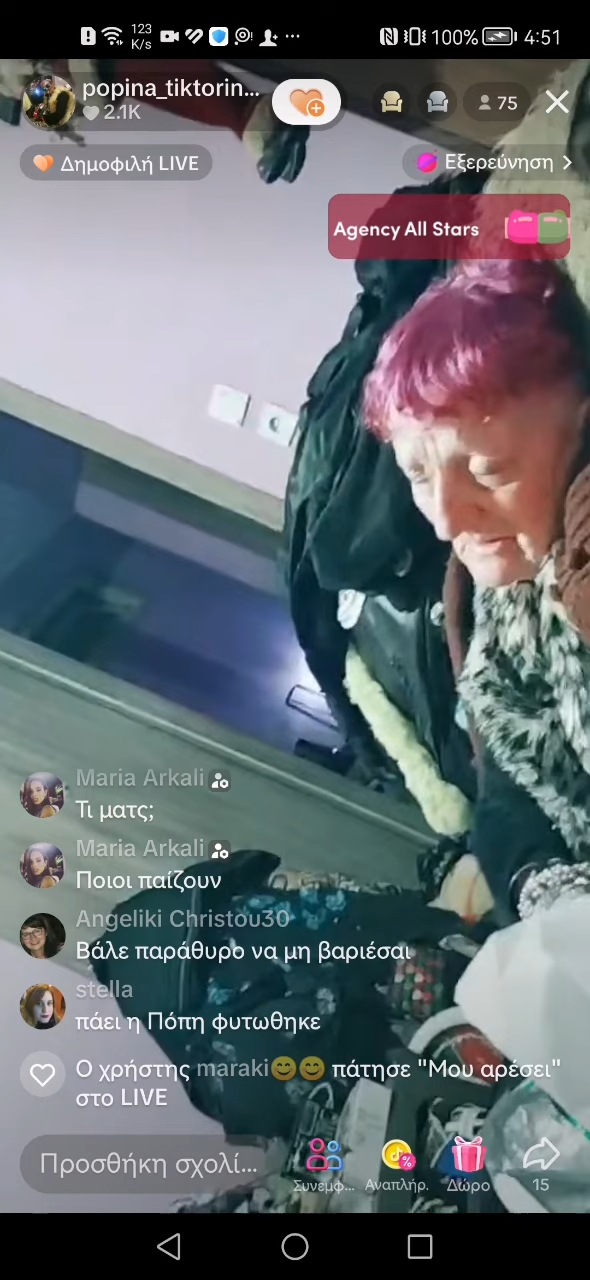 123
K/s
100%
4:51
popina_tiktorin...
2.1K
75
Δημοφιλή LIVE
Εξερεύνηση
Agency All Stars
Maria Arkali
Τι ματς;
Maria Arkali
Ποιοι παίζουν
Angeliki Christou30
Βάλε παράθυρο να μη βαριέσαι
stella
πάει η Πόπη φυτωθηκε
Ο χρήστης maraki😊😊 πάτησε "Μου αρέσει"
στο LIVE
Προσθήκη σχολί...
Συνεμφ...
Αναπλήρ.
Δώρο
15